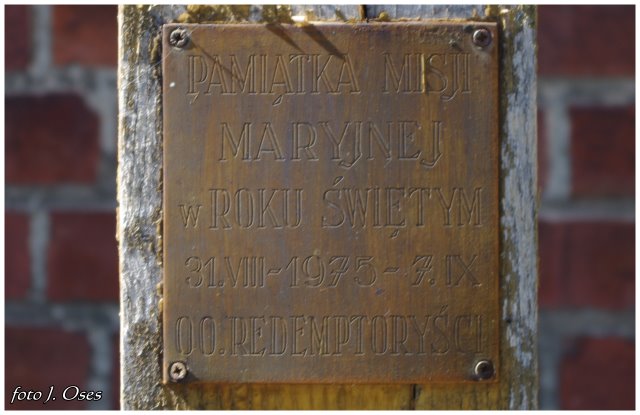 PAMIĄTKA MISJI
MARYJNEJ
w ROKU ŚWIĘTYM
31.VIII-1975-7.IX
OO.REDEMPTORYŚCI
foto J. Oses